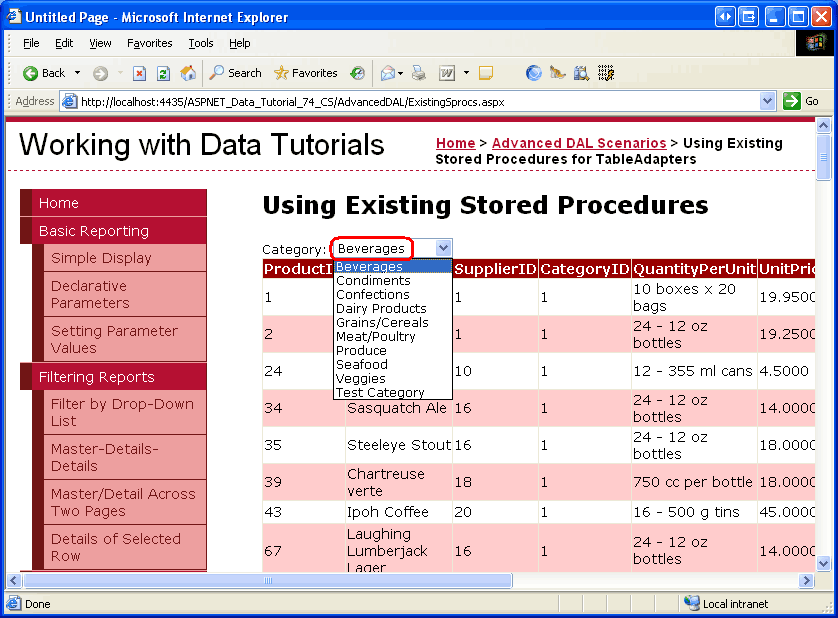 Untitled Page - Microsoft Internet Explorer
File Edit View Favorites Tools Help
Back Search Favorites
Address http://localhost:4435/ASPNET_Data_Tutorial_74_CS/AdvancedDAL/ExistingSprocs.aspx Go
Working with Data Tutorials
Home > Advanced DAL Scenarios > Using Existing
Stored Procedures for TableAdapters
Home
Basic Reporting
Simple Display
Declarative
Parameters
Setting Parameter
Values
Filtering Reports
Filter by Drop-Down
List
Master-Details-
Details
Master/Detail Across
Two Pages
Details of Selected
Row
Using Existing Stored Procedures
Category: Beverages
Beverages
Condiments
Confections
Dairy Products
Grains/Cereals
Meat/Poultry
Produce
Seafood
Veggies
Test Category
ProductI SupplierID CategoryID QuantityPerUnit UnitPric
1 1 1 10 boxes x 20 19.9500
bags
2 1 1 24 - 12 oz 19.2500
bottles
24 10 1 12 - 355 ml cans 4.5000
34 Sasquatch Ale 16 1 24 - 12 oz 14.0000
bottles
35 Steeleye Stout 16 1 24 - 12 oz 18.0000
bottles
39 Chartreuse 18 1 750 cc per bottle 18.0000
verte
43 Ipoh Coffee 20 1 16 - 500 g tins 45.0000
67 Laughing 16 1 24 - 12 oz 14.0000
Lumberjack bottles
Lager
Done Local intranet